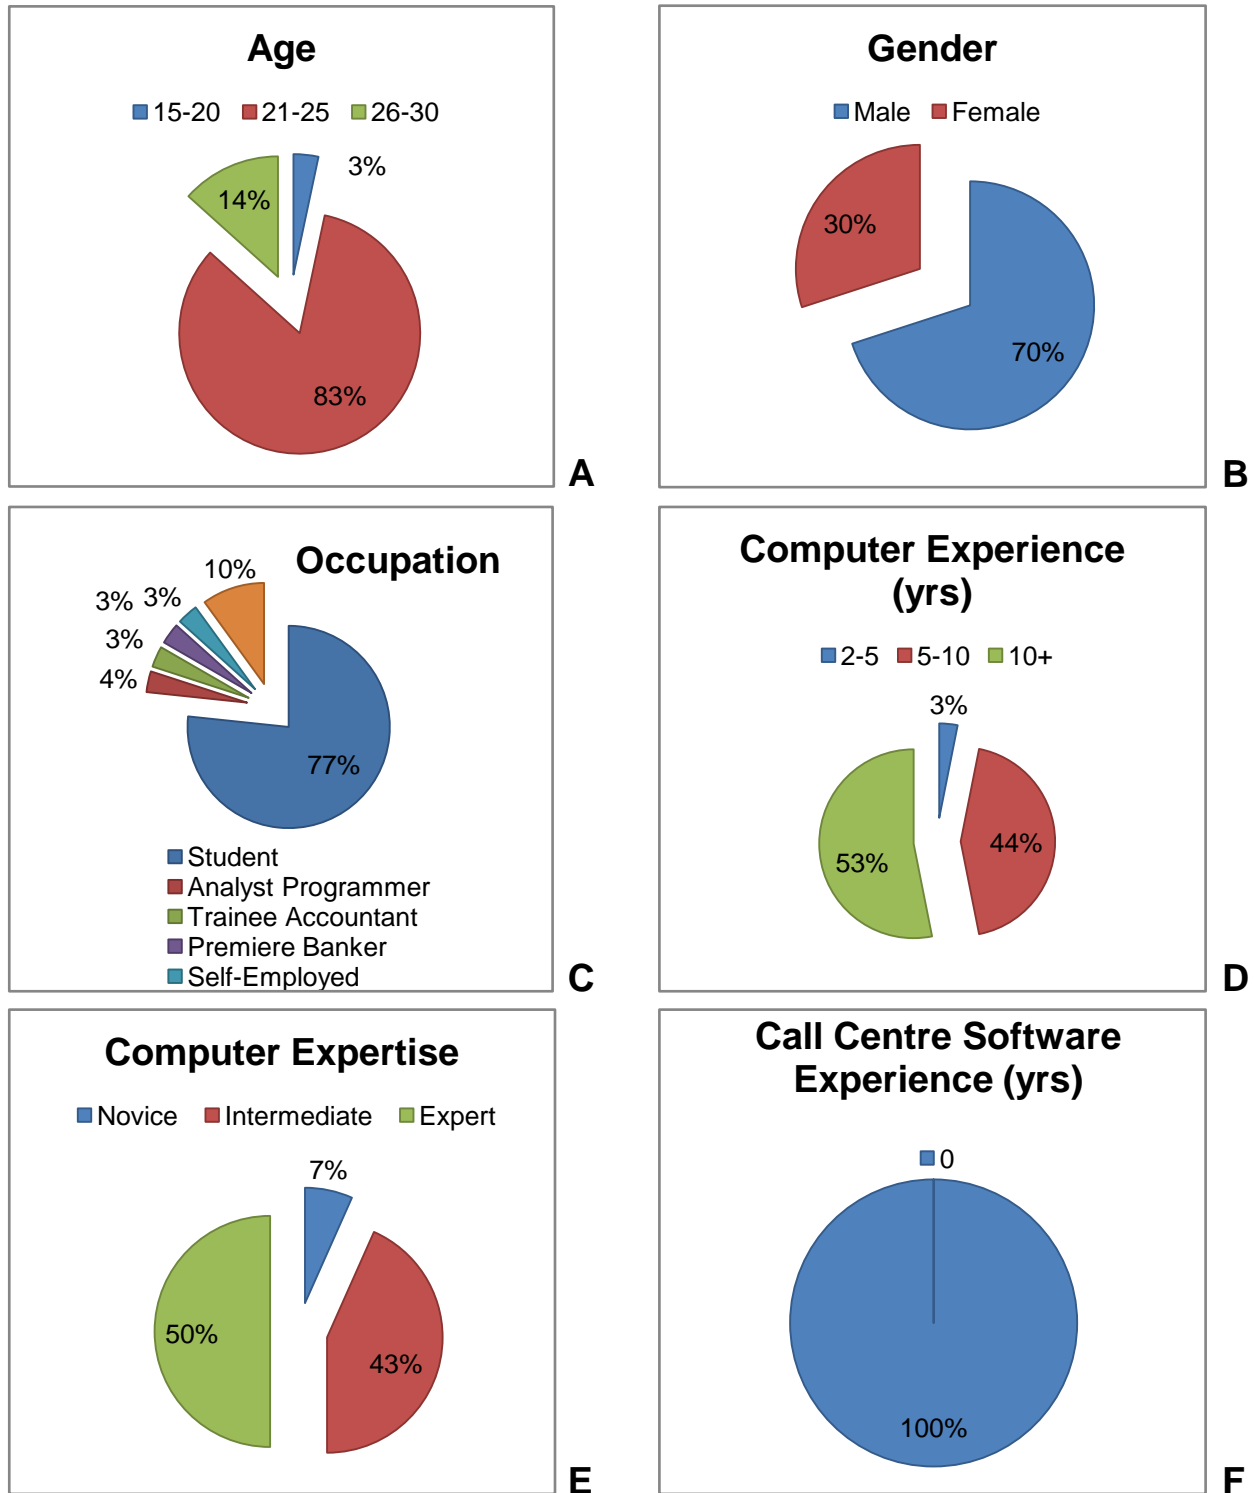 Age
15-20 21-25 26-30
3%
14%
83%
A
Gender
Male Female
30%
70%
B
Occupation
10%
3% 3%
3%
4%
77%
Student
Analyst Programmer
Trainee Accountant
Premiere Banker
Self-Employed
C
Computer Experience
(yrs)
2-5 5-10 10+
3%
44%
53%
D
Computer Expertise
Novice Intermediate Expert
7%
50%
43%
E
Call Centre Software
Experience (yrs)
0
100%
F